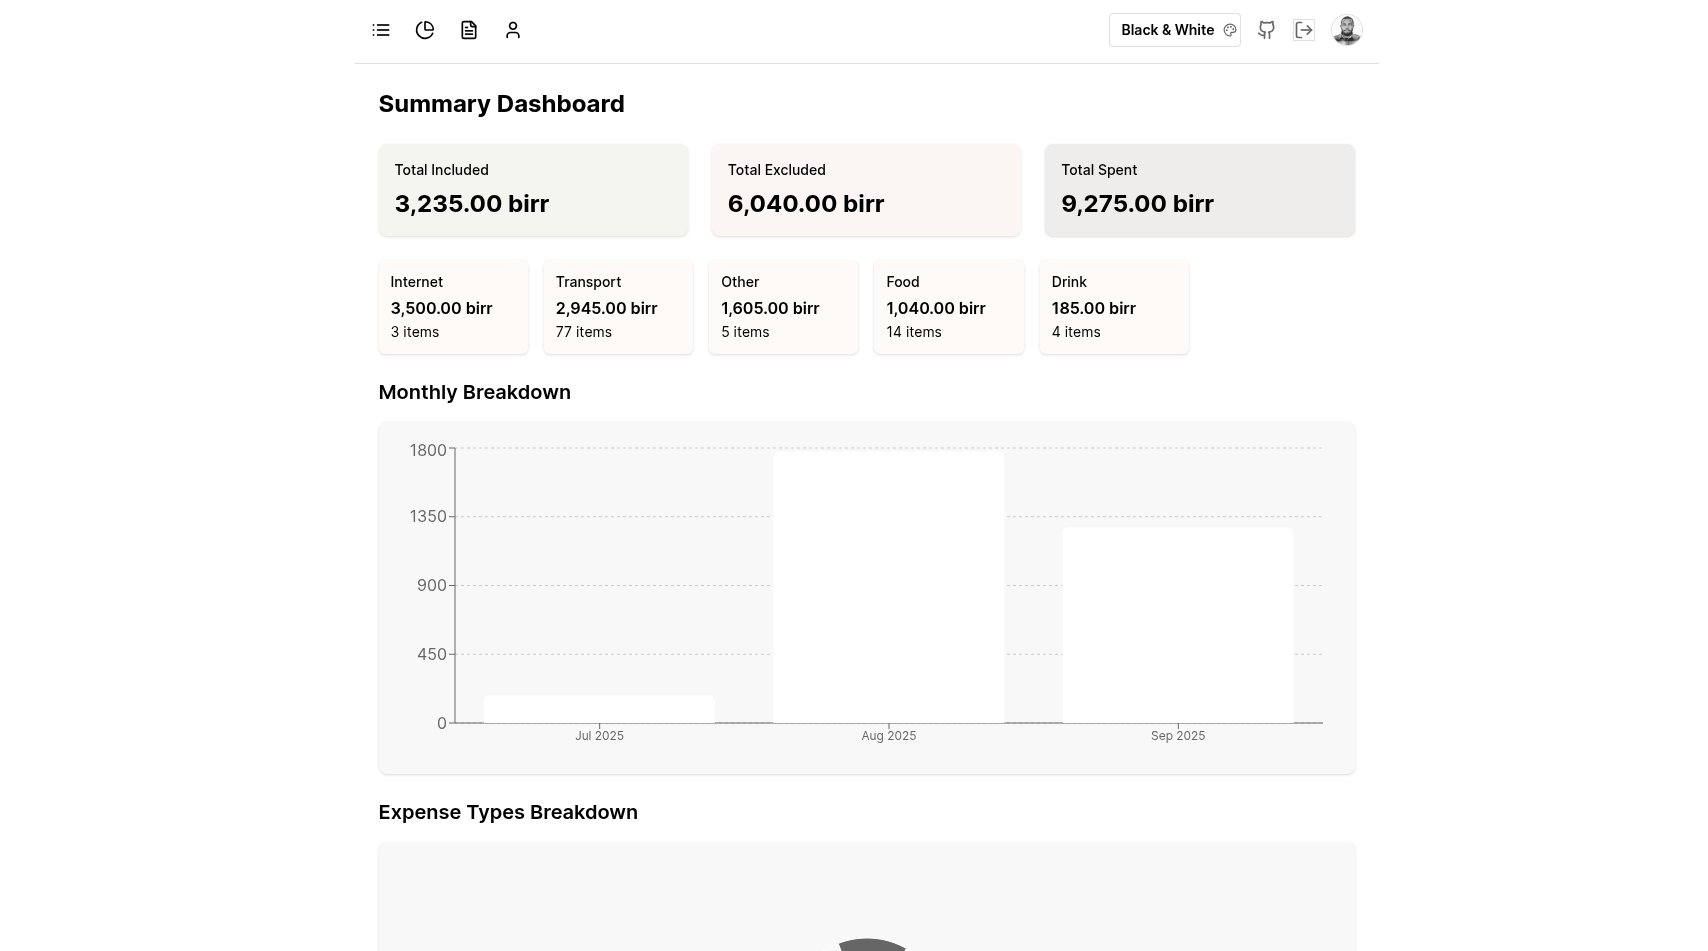 Black & White
Summary Dashboard
Total Included
3,235.00 birr
Total Excluded
6,040.00 birr
Total Spent
9,275.00 birr
Internet
3,500.00 birr
3 items
Transport
2,945.00 birr
77 items
Other
1,605.00 birr
5 items
Food
1,040.00 birr
14 items
Drink
185.00 birr
4 items
Monthly Breakdown
1800
1350
900
450
0
Jul 2025
Aug 2025
Sep 2025
Expense Types Breakdown